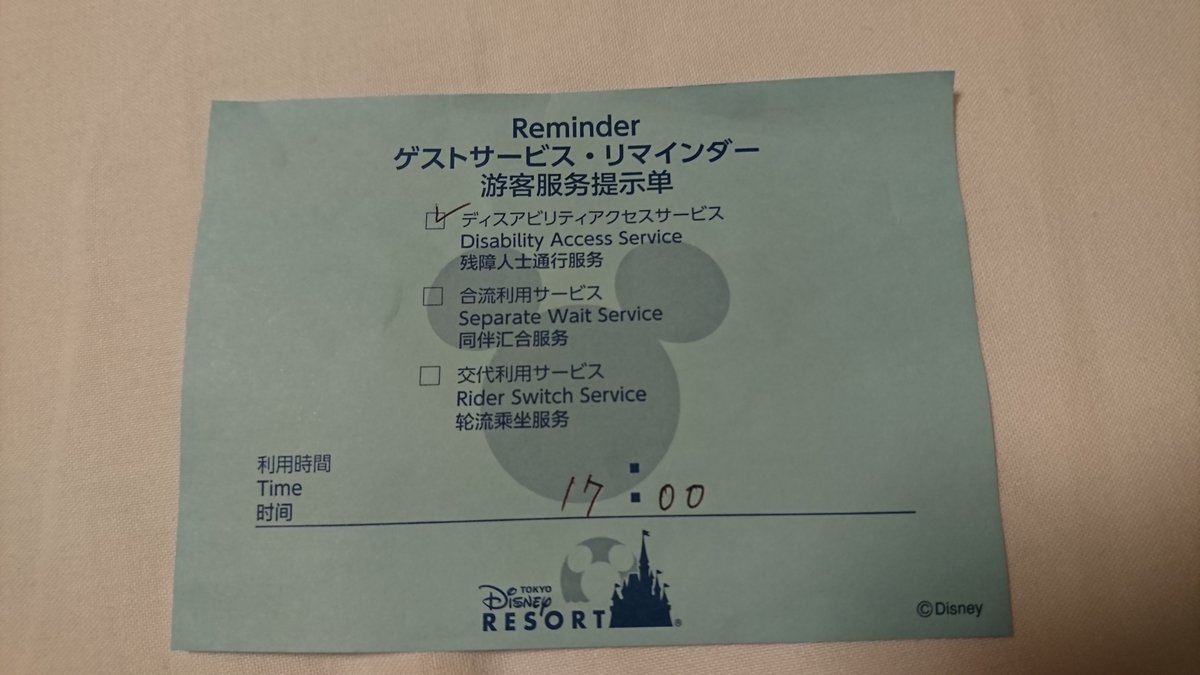 Reminder
ゲストサービス・リマインダー
游客服务提示单
ディスアビリティアクセスサービス
Disability Access Service
残障人士通行服务
合流利用サービス
Separate Wait Service
同伴汇合服务
交代利用サービス
Rider Switch Service
轮流乘坐服务
利用時間
Time
时间
17:00
TOKYO
Disney
RESORT®
©Disney